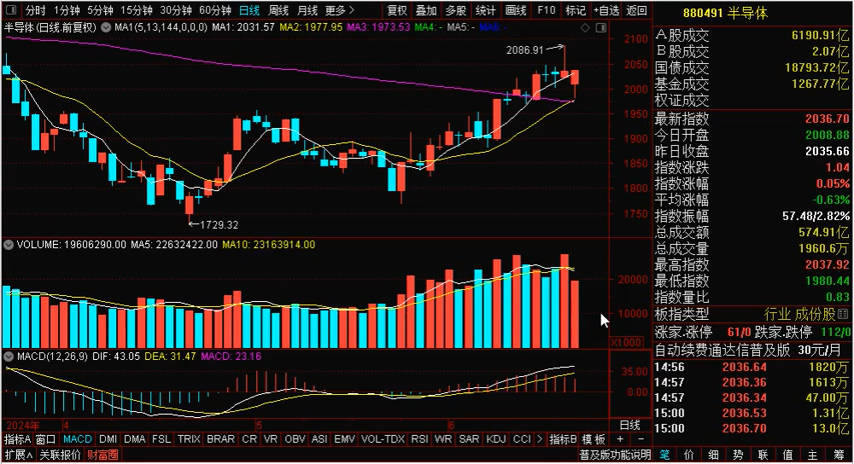 分时 1分钟 5分钟 15分钟 30分钟 60分钟 日线 周线 月线 更多> 复权 叠加 多股 统计 画线 F10 标记 +自选 返回
半导体(日线 前复权) MA1(5,13,144,0,0,0) MA1: 2031.57 MA2: 1977.95 MA3: 1973.53 MA4: - MA5: - MA6: -
2086.91
2100
2050
2000
1950
1900
1850
1800
1750
1729.32
VOLUME: 19606290.00 MA5: 22632422.00 MA10: 23163914.00
20000
10000
X1000
MACD(12,26,9) DIF: 43.05 DEA: 31.47 MACD: 23.16
35.00
0.00
2024年 4 5 6 日线
指标A 窗口 MACD DMI DMA FSL TRIX BRAR CR VR OBV ASI EMV VOL-TDX RSI WR SAR KDJ CCI > 指标B 模板 + -
扩展∧ 关联报价 财富圈 普及版功能说明
880491 半导体
A股成交 6190.91亿
B股成交 2.07亿
国债成交 18793.72亿
基金成交 1267.77亿
权证成交
最新指数 2036.70
今日开盘 2008.88
昨日收盘 2035.66
指数涨跌 1.04
指数涨幅 0.05%
平均涨幅 -0.63%
指数振幅 57.48/2.82%
总成交额 574.91亿
总成交量 1960.6万
最高指数 2037.92
最低指数 1980.44
指数量比 0.83
板指类型 行业 成份股
涨家.涨停 61/0 跌家.跌停 112/0
自动续费通达信普及版 30元/月
14:56 2036.64 1820万
14:57 2036.36 1613万
14:57 2036.34 47.00万
15:00 2036.53 1.31亿
15:00 2036.70 13.0亿
笔 价 细 势 联 值 主 筹